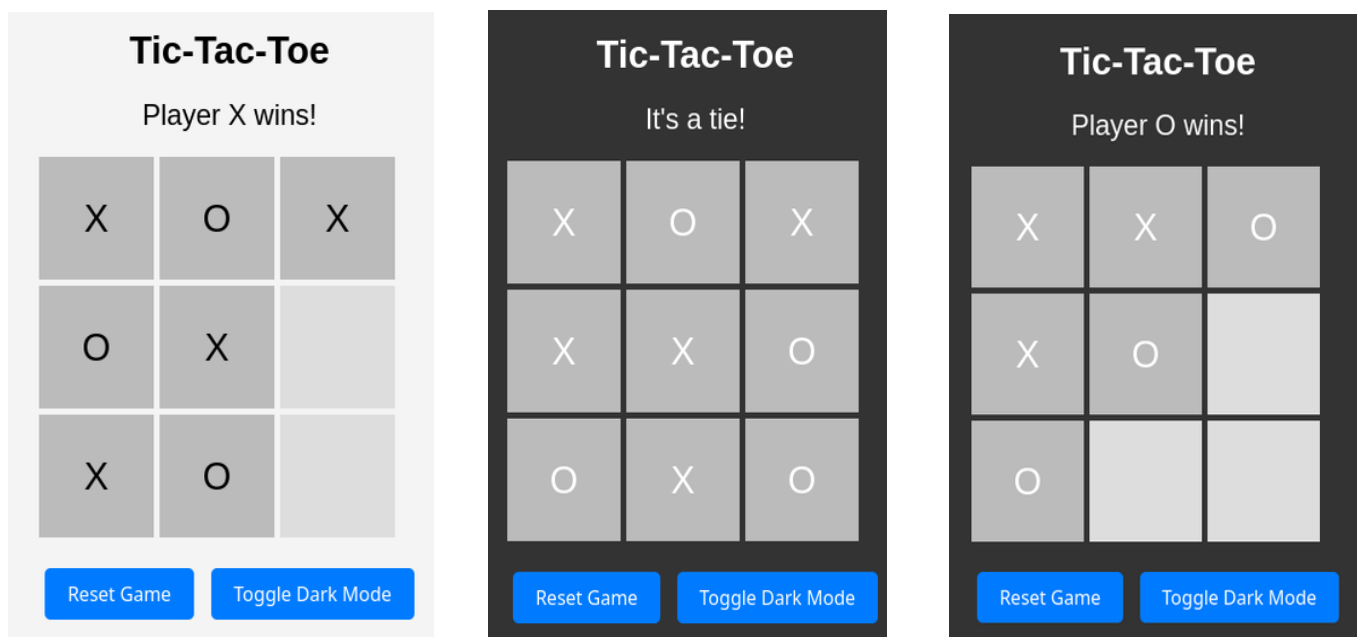 Tic-Tac-Toe
Player X wins!
X O X
O X
X O
Reset Game Toggle Dark Mode
Tic-Tac-Toe
It's a tie!
X O X
X X O
O X O
Reset Game Toggle Dark Mode
Tic-Tac-Toe
Player O wins!
X X O
X O
O
Reset Game Toggle Dark Mode